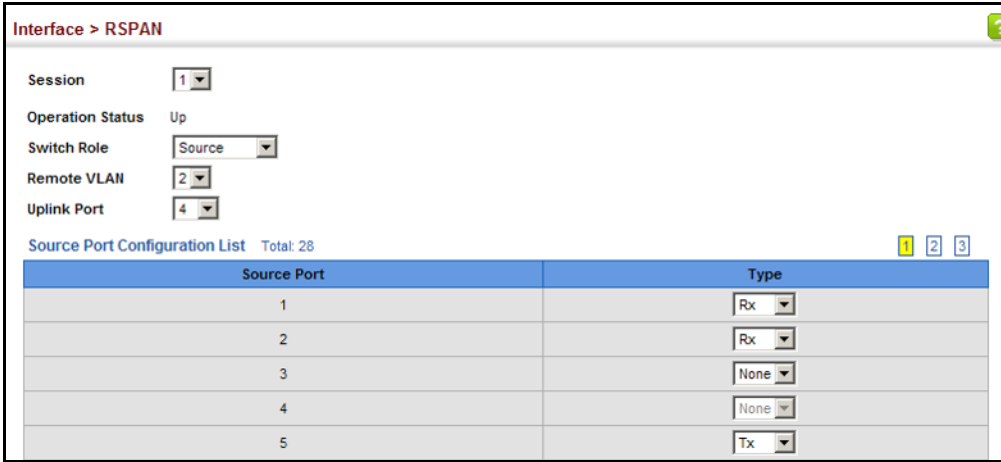 Interface > RSPAN
?
Session 1
Operation Status Up
Switch Role Source
Remote VLAN 2
Uplink Port 4
Source Port Configuration List Total: 28 1 2 3
Source Port Type
1 Rx
2 Rx
3 None
4 None
5 Tx